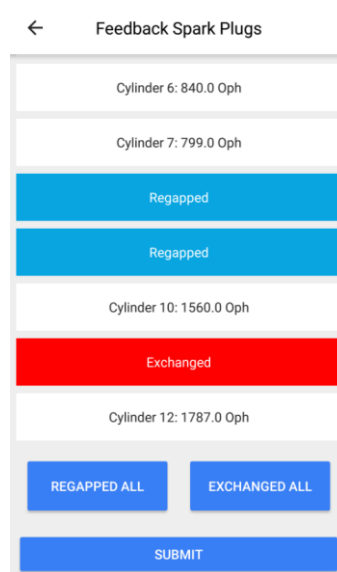 Feedback Spark Plugs
Cylinder 6: 840.0 Oph
Cylinder 7: 799.0 Oph
Regapped
Regapped
Cylinder 10: 1560.0 Oph
Exchanged
Cylinder 12: 1787.0 Oph
REGAPPED ALL
EXCHANGED ALL
SUBMIT